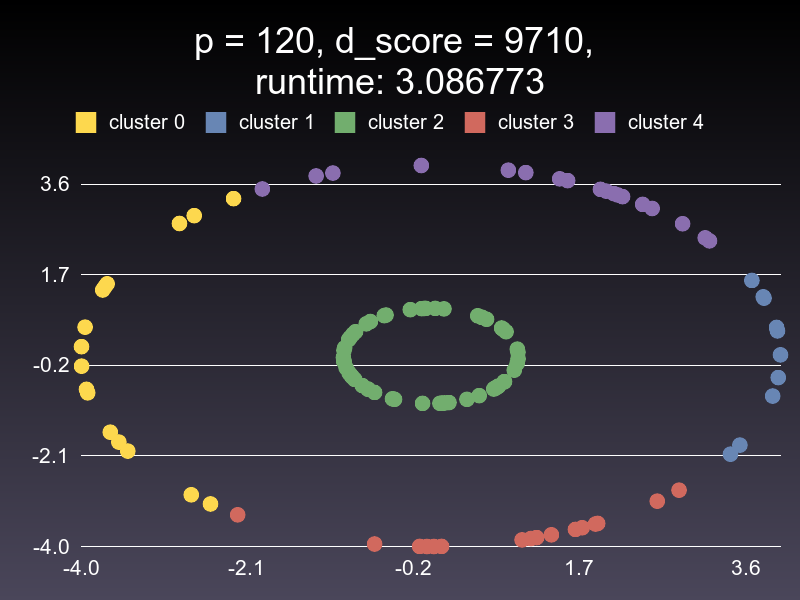 p = 120, d_score = 9710,
runtime: 3.086773
cluster 0 cluster 1 cluster 2 cluster 3 cluster 4
3.6
1.7
-0.2
-2.1
-4.0
-4.0 -2.1 -0.2 1.7 3.6